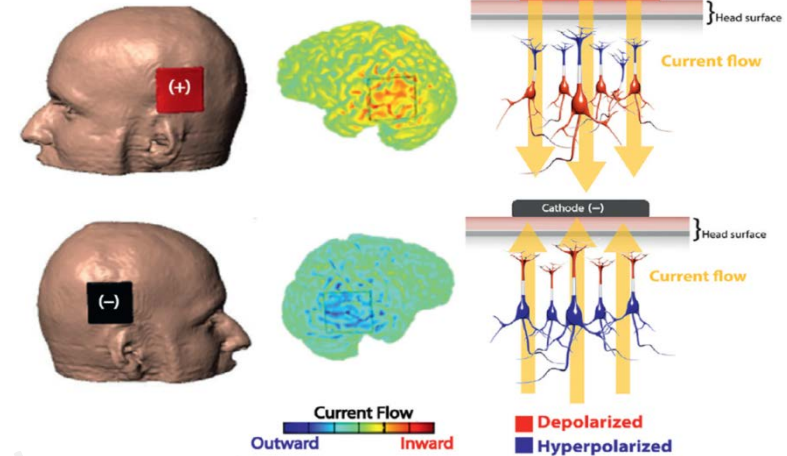 (+)
Head surface
Current flow
Cathode (−)
(−)
Head surface
Current flow
Current Flow
Outward
Inward
Depolarized
Hyperpolarized